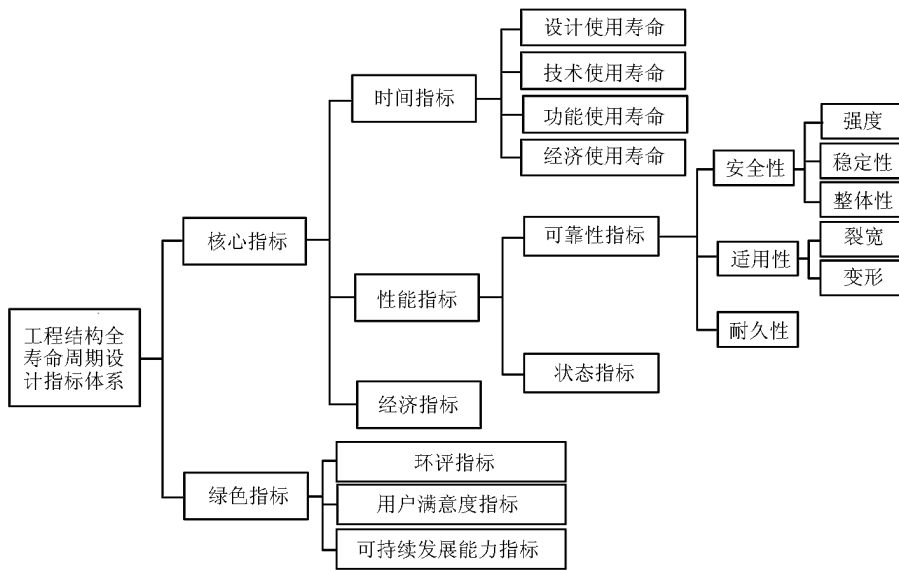 工程结构全
寿命周期设
计指标体系
核心指标
时间指标
设计使用寿命
技术使用寿命
功能使用寿命
经济使用寿命
性能指标
可靠性指标
安全性
强度
稳定性
整体性
适用性
裂宽
变形
耐久性
状态指标
经济指标
绿色指标
环评指标
用户满意度指标
可持续发展能力指标